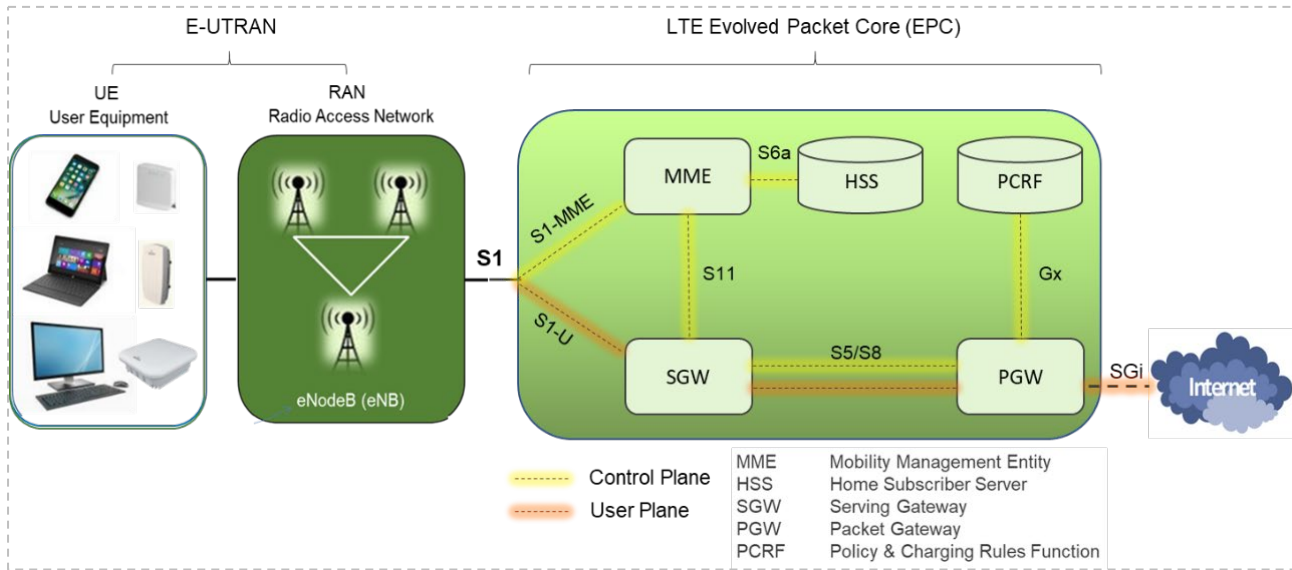 E-UTRAN
LTE Evolved Packet Core (EPC)
UE
User Equipment
RAN
Radio Access Network
eNodeB (eNB)
S1
S1-MME
S1-U
MME
S6a
HSS
PCRF
S11
Gx
SGW
S5/S8
PGW
SGi
Internet
Control Plane
User Plane
MME Mobility Management Entity
HSS Home Subscriber Server
SGW Serving Gateway
PGW Packet Gateway
PCRF Policy & Charging Rules Function